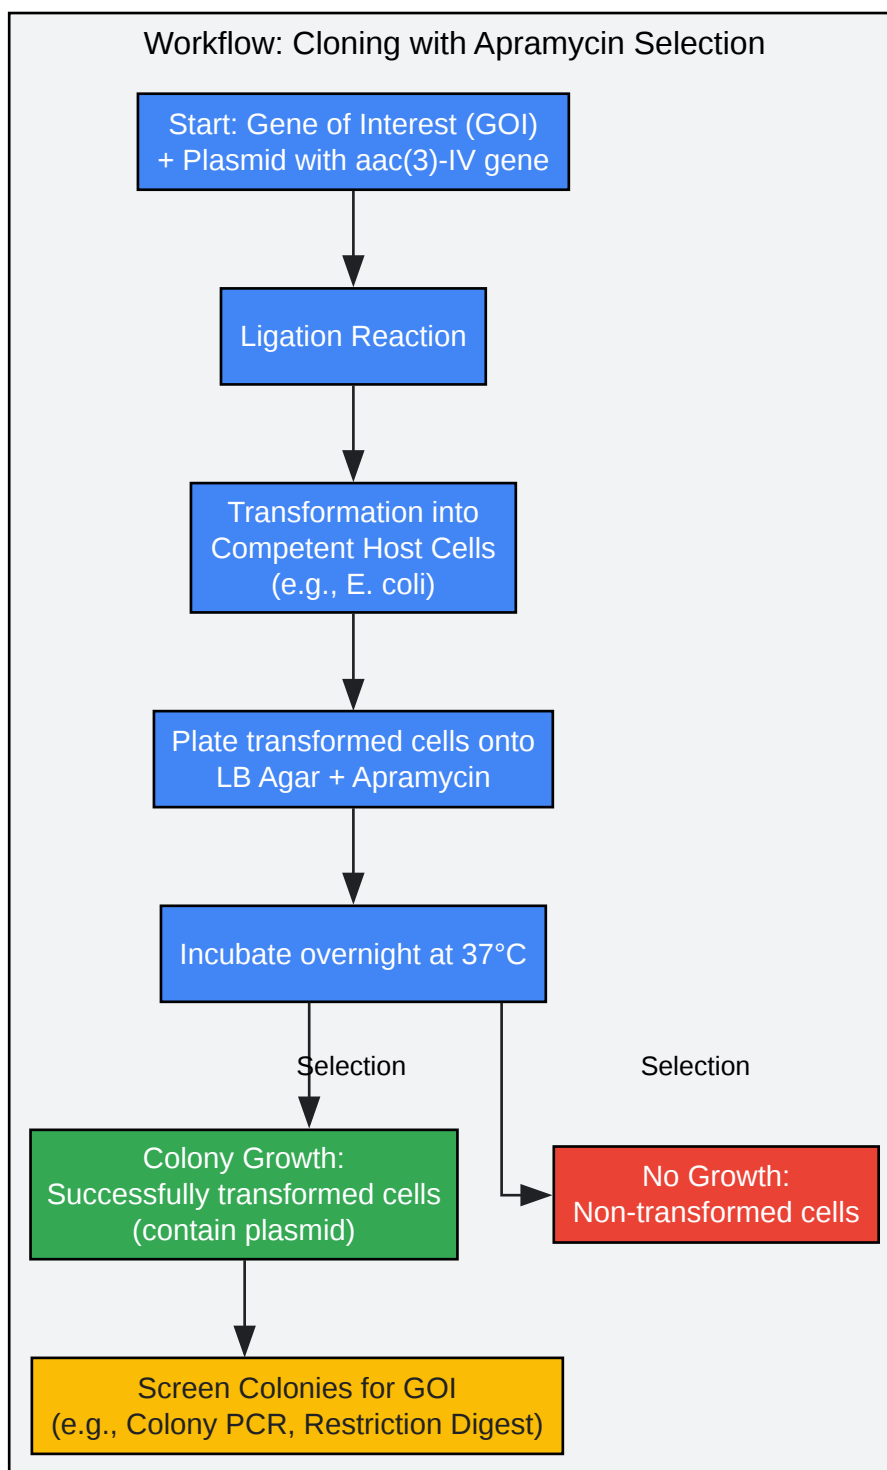 Workflow: Cloning with Apramycin Selection
Start: Gene of Interest (GOI)
+ Plasmid with aac(3)-IV gene
Ligation Reaction
Transformation into
Competent Host Cells
(e.g., E. coli)
Plate transformed cells onto
LB Agar + Apramycin
Incubate overnight at 37°C
Selection
Selection
Colony Growth:
Successfully transformed cells
(contain plasmid)
No Growth:
Non-transformed cells
Screen Colonies for GOI
(e.g., Colony PCR, Restriction Digest)